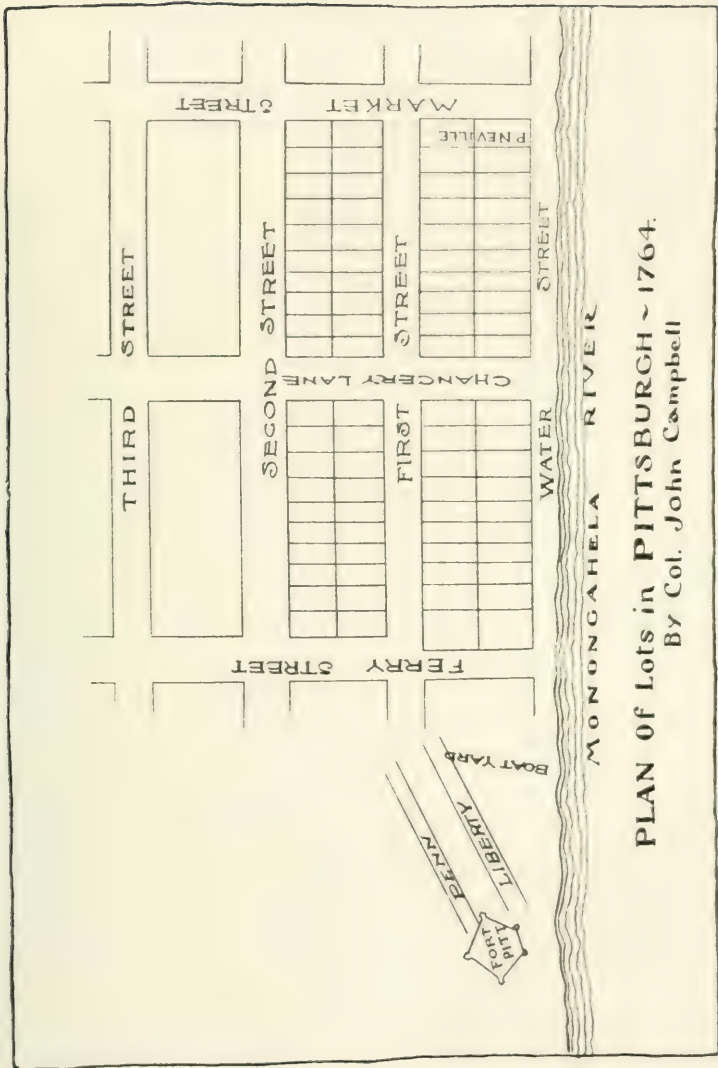 MARKET STREET
P NEVILLE
THIRD STREET
SECOND STREET
FIRST STREET
WATER STREET
CHANCERY LANE
FERRY STREET
BOAT YARD
PENN
LIBERTY
FORT
PITT
MONONGAHELA RIVER
PLAN Of Lots in PITTSBURGH ~ 1764.
By Col. John Campbell